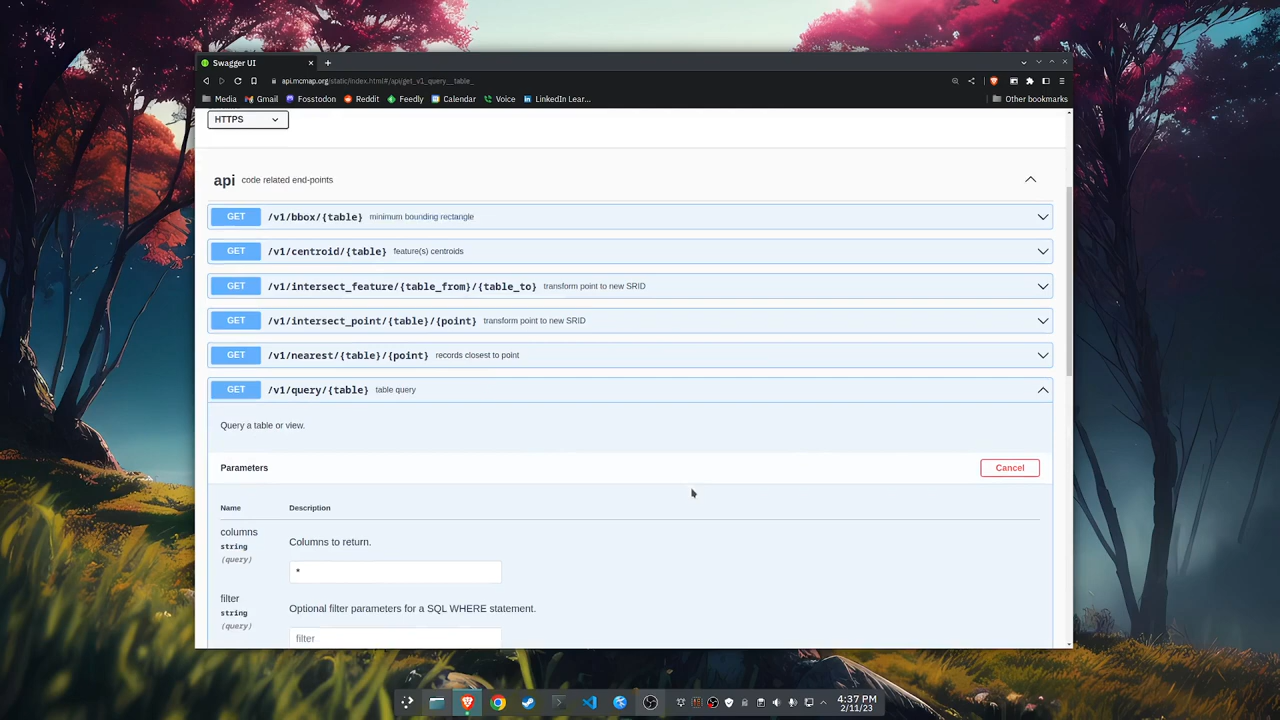 Swagger UI
api.mcmap.org/static/index.html#/api/get_v1_query__table_
Media Gmail Fosstodon Reddit Feedly Calendar Voice LinkedIn Lear... Other bookmarks
HTTPS
api code related end-points
GET /v1/bbox/{table} minimum bounding rectangle
GET /v1/centroid/{table} feature(s) centroids
GET /v1/intersect_feature/{table_from}/{table_to} transform point to new SRID
GET /v1/intersect_point/{table}/{point} transform point to new SRID
GET /v1/nearest/{table}/{point} records closest to point
GET /v1/query/{table} table query
Query a table or view.
Parameters Cancel
Name Description
columns
string
(query)
Columns to return.
*
filter
string
(query)
Optional filter parameters for a SQL WHERE statement.
filter
4:37 PM
2/11/23